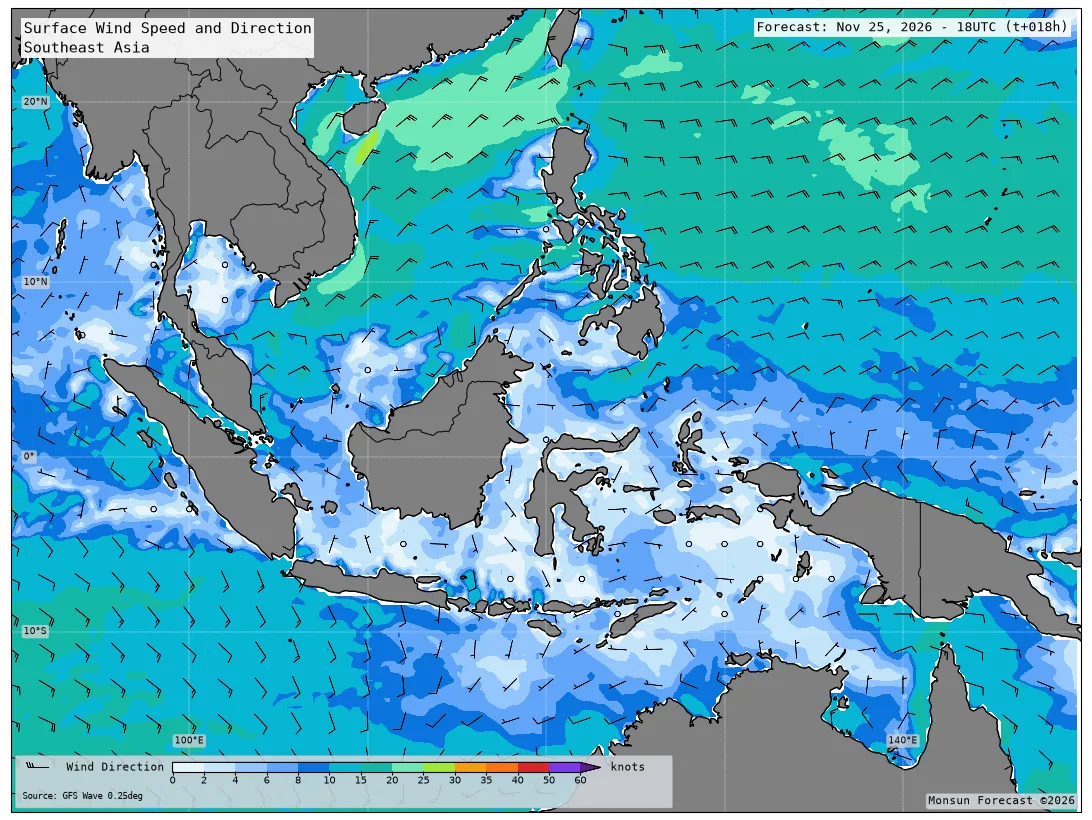 Surface Wind Speed and Direction
Southeast Asia
Forecast: Nov 25, 2026 - 18UTC (t+018h)
20°N
10°N
0°
10°S
100°E
140°E
Wind Direction
knots
0 2 4 6 8 10 15 20 25 30 35 40 50 60
Source: GFS Wave 0.25deg
Monsun Forecast ©2026